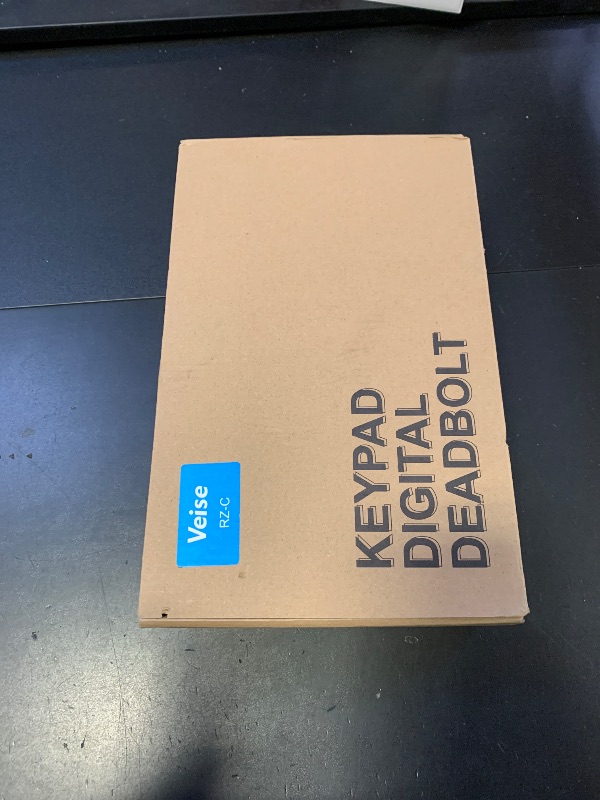 Veise
RZ-C
KEYPAD
DIGITAL
DEADBOLT